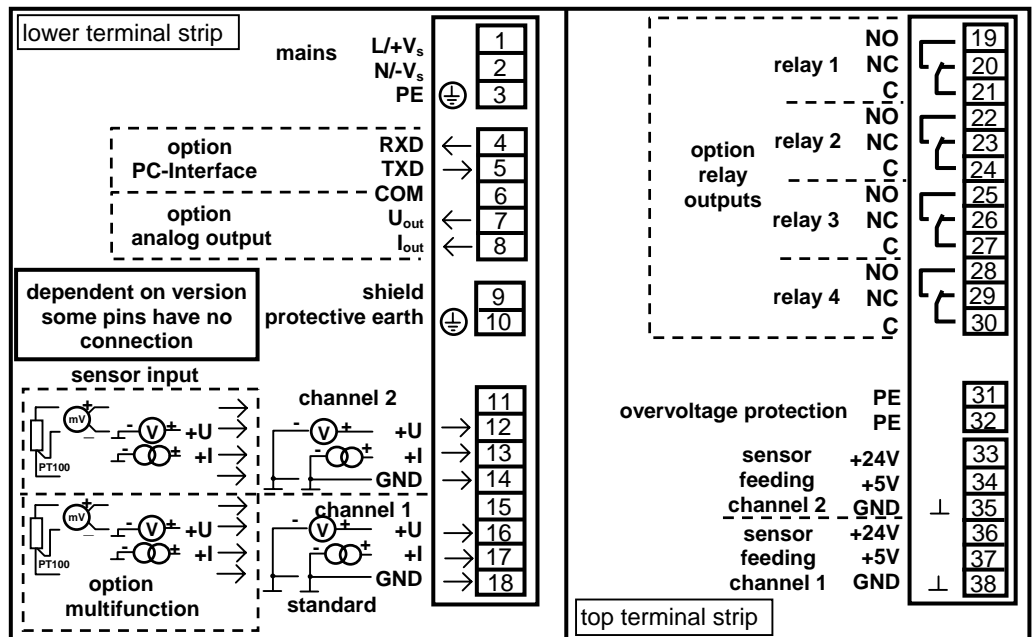 lower terminal strip
mains L/+Vs 1
N/-Vs 2
PE 3
option RXD 4
PC-Interface TXD 5
COM 6
option Uout 7
analog output Iout 8
dependent on version
some pins have no
connection
shield 9
protective earth 10
sensor input
channel 2 11
mV + _ - V + +U - V + +U 12
- + +I - + +I 13
PT100 GND 14
channel 1 15
mV + _ - V + +U - V + +U 16
- + +I - + +I 17
PT100 GND 18
option
multifunction
standard
NO 19
relay 1 NC 20
C 21
NO 22
relay 2 NC 23
C 24
option
relay
outputs
NO 25
relay 3 NC 26
C 27
NO 28
relay 4 NC 29
C 30
overvoltage protection
PE 31
PE 32
sensor +24V 33
feeding +5V 34
channel 2 GND 35
sensor +24V 36
feeding +5V 37
channel 1 GND 38
top terminal strip